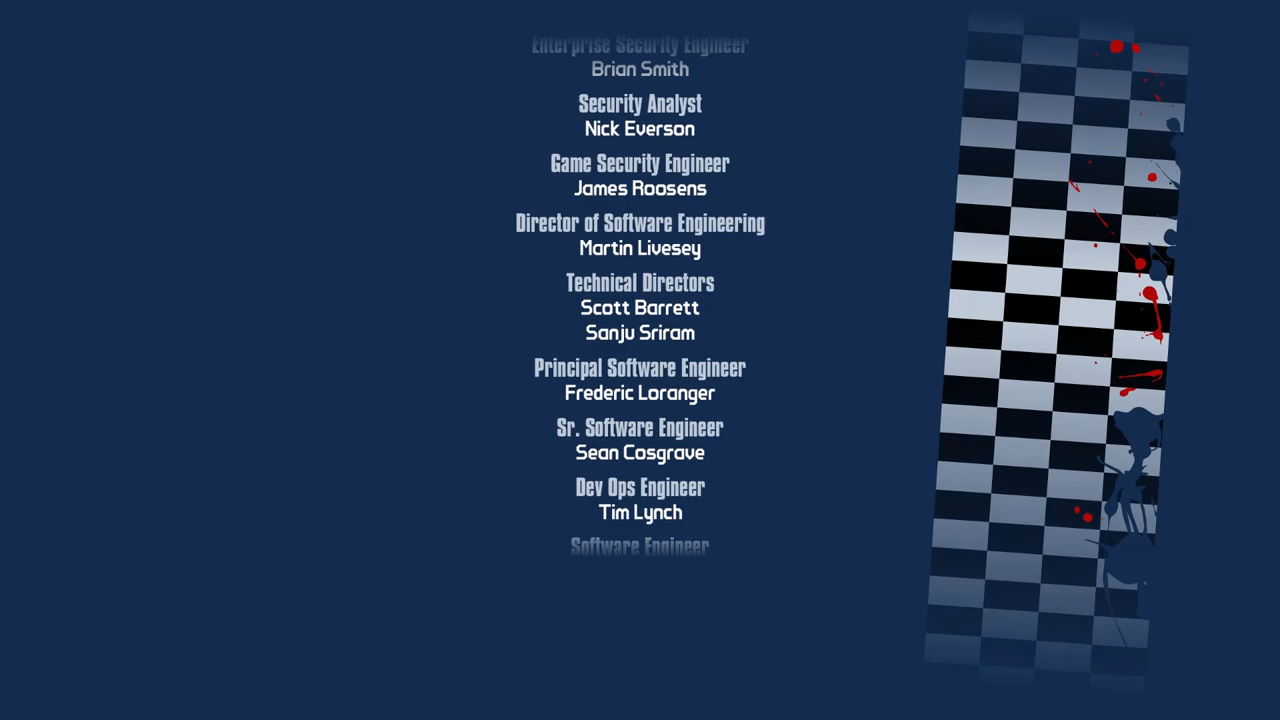 Enterprise Security Engineer
Brian Smith
Security Analyst
Nick Everson
Game Security Engineer
James Roosens
Director of Software Engineering
Martin Livesey
Technical Directors
Scott Barrett
Sanju Sriram
Principal Software Engineer
Frederic Loranger
Sr. Software Engineer
Sean Cosgrave
Dev Ops Engineer
Tim Lynch
Software Engineer